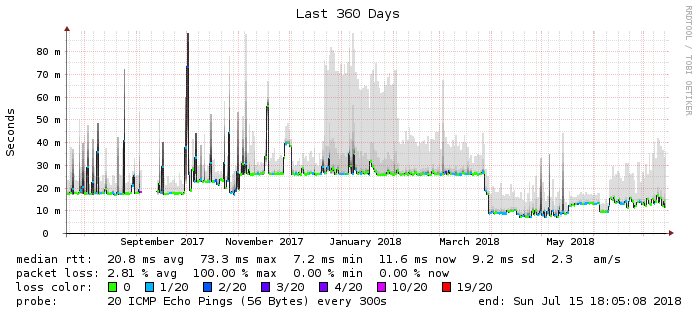 Last 360 Days
RRDTOOL / TOBI OETIKER
Seconds
80 m
70 m
60 m
50 m
40 m
30 m
20 m
10 m
0
September 2017 November 2017 January 2018 March 2018 May 2018
median rtt: 20.8 ms avg 73.3 ms max 7.2 ms min 11.6 ms now 9.2 ms sd 2.3 am/s
packet loss: 2.81 % avg 100.00 % max 0.00 % min 0.00 % now
loss color: 0 1/20 2/20 3/20 4/20 10/20 19/20
probe: 20 ICMP Echo Pings (56 Bytes) every 300s end: Sun Jul 15 18:05:08 2018